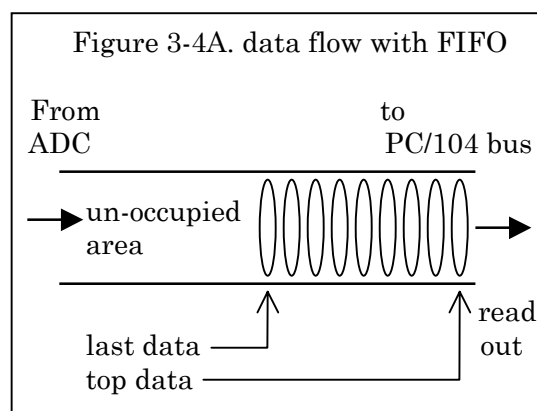 Figure 3-4A. data flow with FIFO
From
ADC
to
PC/104 bus
un-occupied
area
last data
top data
read
out